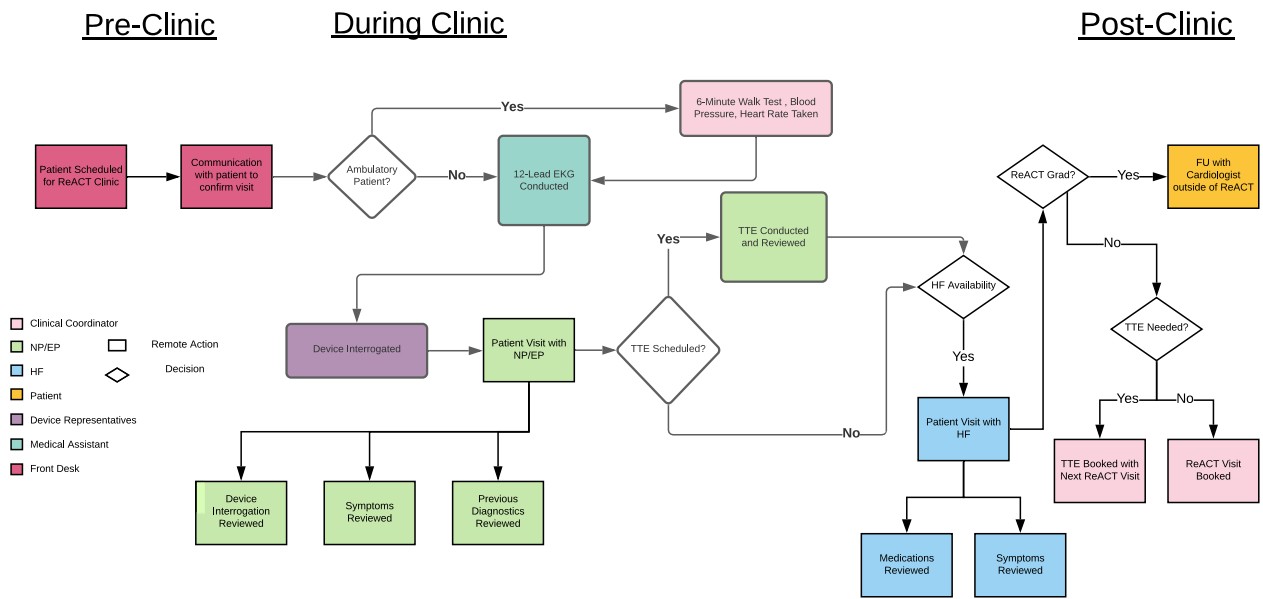 Pre-Clinic
During Clinic
Post-Clinic
Patient Scheduled
for ReACT Clinic
Communication
with patient to
confirm visit
Ambulatory
Patient?
Yes
No
6-Minute Walk Test , Blood
Pressure, Heart Rate Taken
12-Lead EKG
Conducted
Device Interrogated
Patient Visit with
NP/EP
Device
Interrogation
Reviewed
Symptoms
Reviewed
Previous
Diagnostics
Reviewed
TTE Scheduled?
Yes
No
TTE Conducted
and Reviewed
HF Availability
Yes
Patient Visit with
HF
Medications
Reviewed
Symptoms
Reviewed
ReACT Grad?
Yes
No
FU with
Cardiologist
outside of ReACT
TTE Needed?
Yes
No
TTE Booked with
Next ReACT Visit
ReACT Visit
Booked
Clinical Coordinator
NP/EP
HF
Patient
Device Representatives
Medical Assistant
Front Desk
Remote Action
Decision